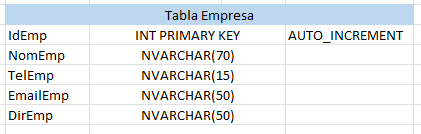 Tabla Empresa
IdEmp INT PRIMARY KEY AUTO_INCREMENT
NomEmp NVARCHAR(70)
TelEmp NVARCHAR(15)
EmailEmp NVARCHAR(50)
DirEmp NVARCHAR(50)